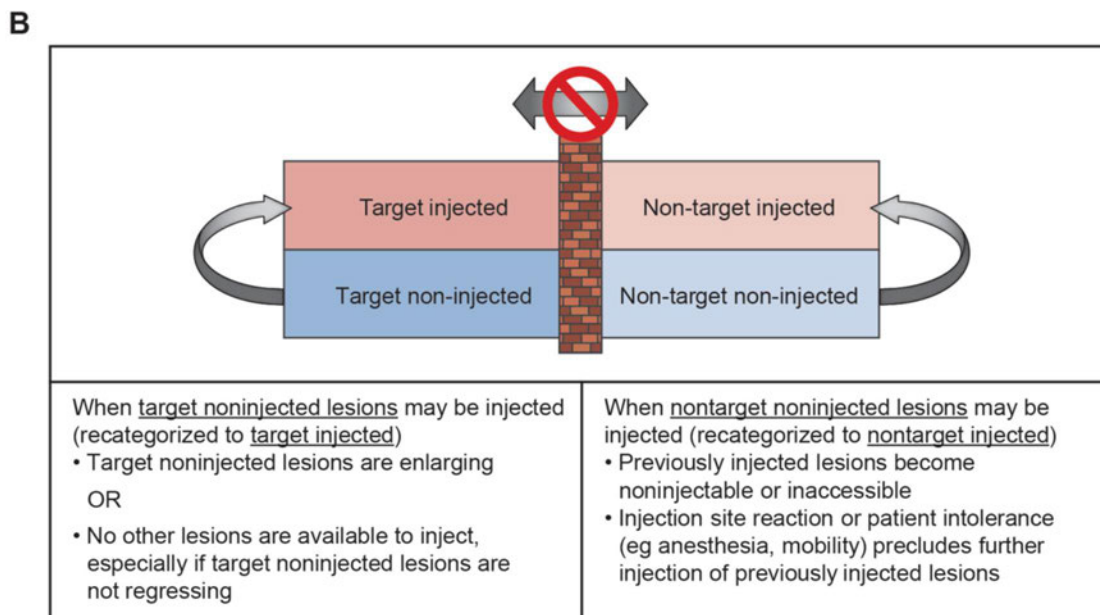 B
Target injected
Non-target injected
Target non-injected
Non-target non-injected
When target noninjected lesions may be injected
(recategorized to target injected)
• Target noninjected lesions are enlarging
OR
• No other lesions are available to inject,
especially if target noninjected lesions are
not regressing
When nontarget noninjected lesions may be
injected (recategorized to nontarget injected)
• Previously injected lesions become
noninjectable or inaccessible
• Injection site reaction or patient intolerance
(eg anesthesia, mobility) precludes further
injection of previously injected lesions